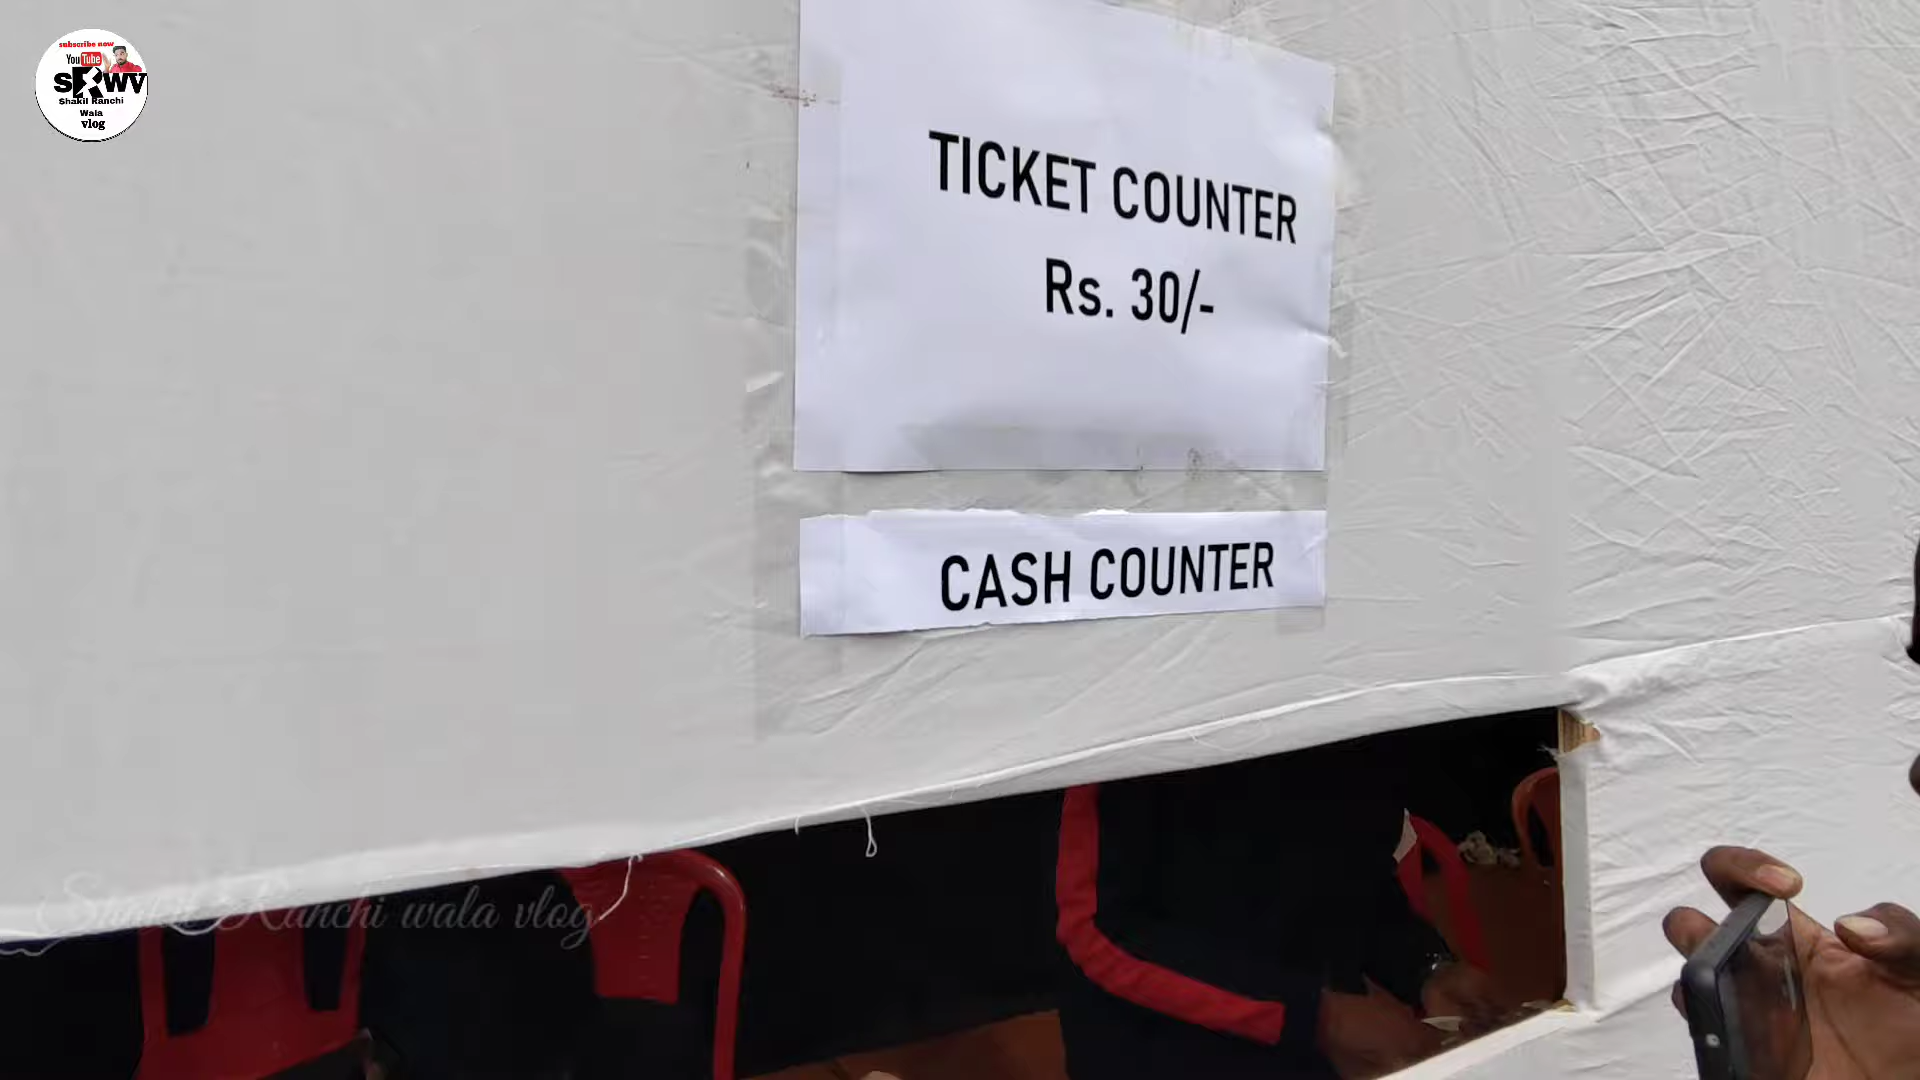 subscribe now
YouTube
SRWV
Shakil Ranchi
Wala
vlog
TICKET COUNTER
Rs. 30/-
CASH COUNTER
Shakil Ranchi wala vlog